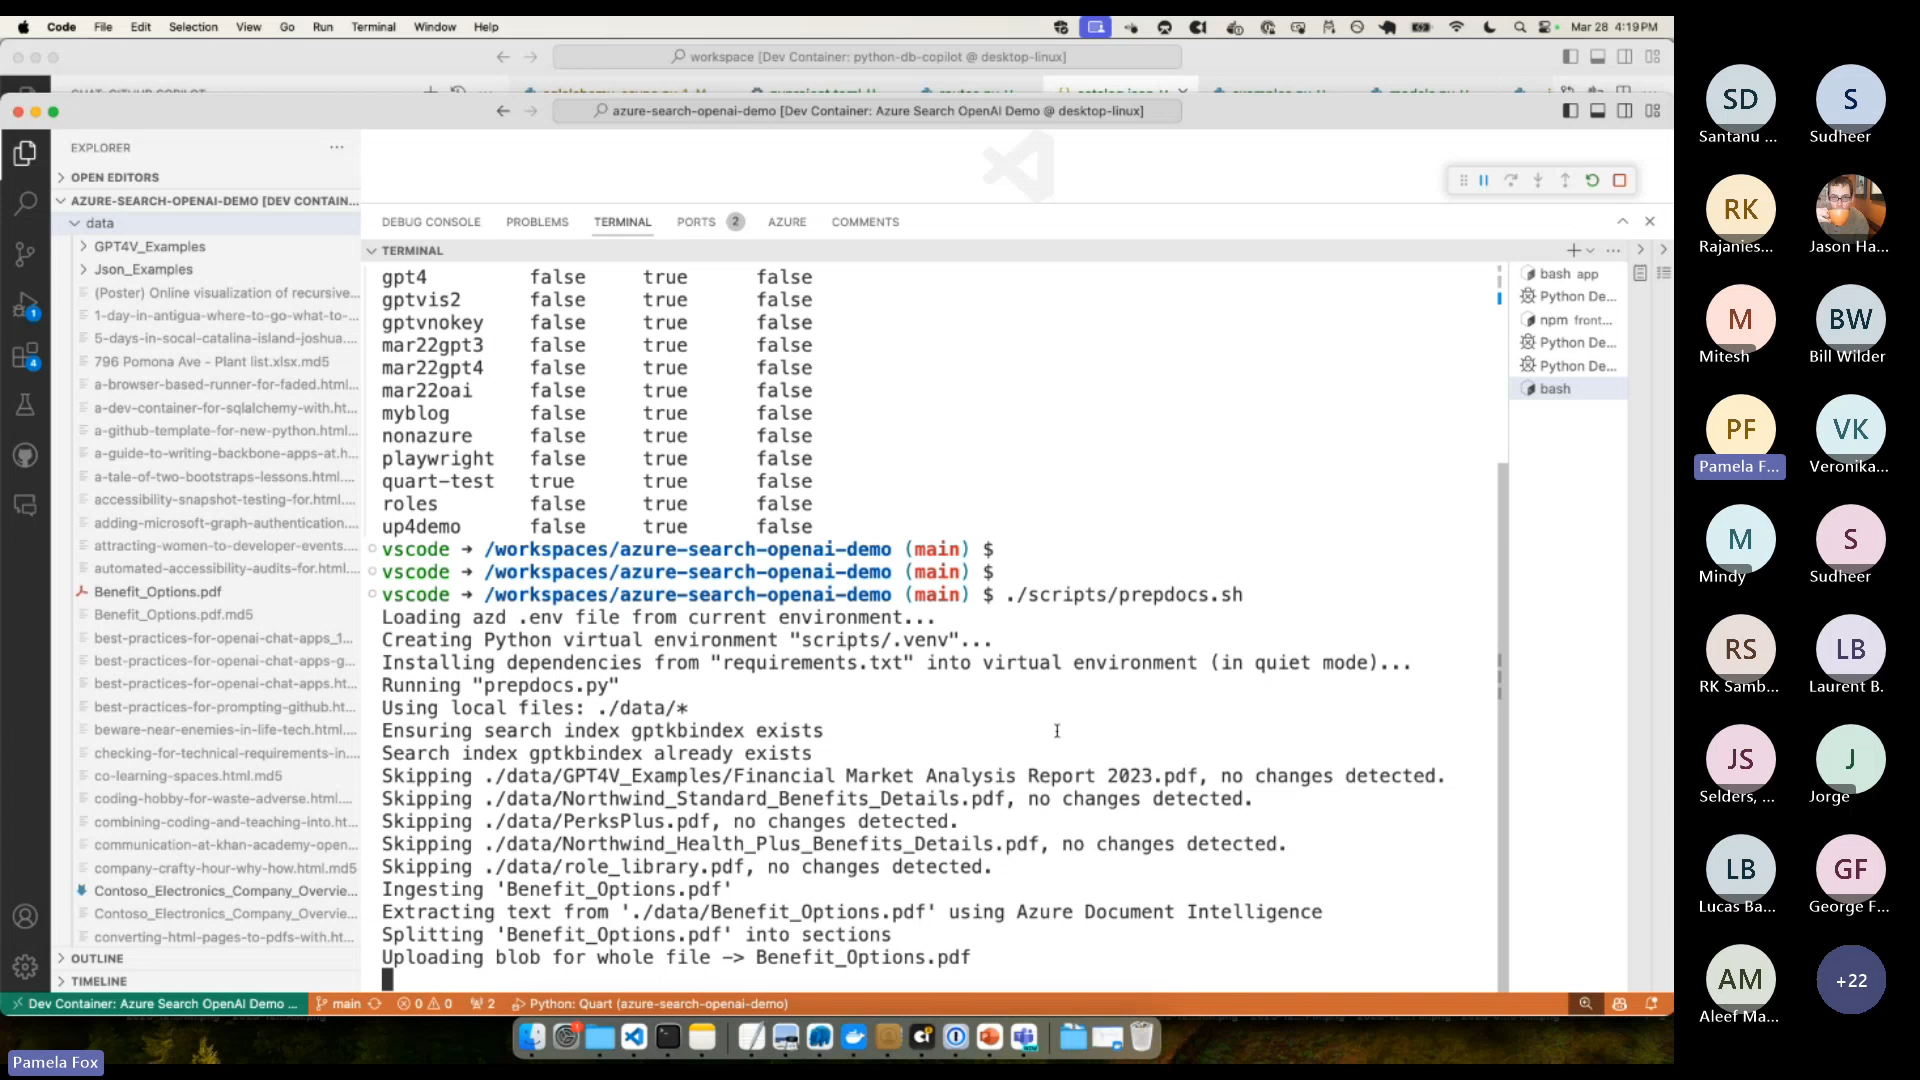 Code File Edit Selection View Go Run Terminal Window Help Mar 28 4:19PM
workspace [Dev Container: python-db-copilot @ desktop-linux]
azure-search-openai-demo [Dev Container: Azure Search OpenAI Demo @ desktop-linux]
EXPLORER
OPEN EDITORS
AZURE-SEARCH-OPENAI-DEMO [DEV CONTAIN...
data
GPT4V_Examples
Json_Examples
(Poster) Online visualization of recursive...
1-day-in-antigua-where-to-go-what-to-...
5-days-in-socal-catalina-island-joshua....
796 Pomona Ave - Plant list.xlsx.md5
a-browser-based-runner-for-faded.html...
a-dev-container-for-sqlalchemy-with.ht...
a-github-template-for-new-python.html...
a-guide-to-writing-backbone-apps-at.h...
a-tale-of-two-bootstraps-lessons.html...
accessibility-snapshot-testing-for.html....
adding-microsoft-graph-authentication....
attracting-women-to-developer-events....
automated-accessibility-audits-for.html....
Benefit_Options.pdf
Benefit_Options.pdf.md5
best-practices-for-openai-chat-apps_1...
best-practices-for-openai-chat-apps-g...
best-practices-for-openai-chat-apps.ht...
best-practices-for-prompting-github.ht...
beware-near-enemies-in-life-tech.html....
checking-for-technical-requirements-in...
co-learning-spaces.html.md5
coding-hobby-for-waste-adverse.html....
combining-coding-and-teaching-into.ht...
communication-at-khan-academy-open...
company-crafty-hour-why-how.html.md5
Contoso_Electronics_Company_Overvie...
Contoso_Electronics_Company_Overvie...
converting-html-pages-to-pdfs-with.ht...
OUTLINE
TIMELINE
1
4
DEBUG CONSOLE PROBLEMS TERMINAL PORTS 2 AZURE COMMENTS
TERMINAL
gpt4 false true false
gptvis2 false true false
gptvnokey false true false
mar22gpt3 false true false
mar22gpt4 false true false
mar22oai false true false
myblog false true false
nonazure false true false
playwright false true false
quart-test true true false
roles false true false
up4demo false true false
vscode → /workspaces/azure-search-openai-demo (main) $
vscode → /workspaces/azure-search-openai-demo (main) $
vscode → /workspaces/azure-search-openai-demo (main) $ ./scripts/prepdocs.sh
Loading azd .env file from current environment...
Creating Python virtual environment "scripts/.venv"...
Installing dependencies from "requirements.txt" into virtual environment (in quiet mode)...
Running "prepdocs.py"
Using local files: ./data/*
Ensuring search index gptkbindex exists
Search index gptkbindex already exists
Skipping ./data/GPT4V_Examples/Financial Market Analysis Report 2023.pdf, no changes detected.
Skipping ./data/Northwind_Standard_Benefits_Details.pdf, no changes detected.
Skipping ./data/PerksPlus.pdf, no changes detected.
Skipping ./data/Northwind_Health_Plus_Benefits_Details.pdf, no changes detected.
Skipping ./data/role_library.pdf, no changes detected.
Ingesting 'Benefit_Options.pdf'
Extracting text from './data/Benefit_Options.pdf' using Azure Document Intelligence
Splitting 'Benefit_Options.pdf' into sections
Uploading blob for whole file -> Benefit_Options.pdf
bash app
Python De...
npm front...
Python De...
Python De...
bash
Dev Container: Azure Search OpenAI Demo ... main 0 0 2 Python: Quart (azure-search-openai-demo)
Pamela Fox
SD S
Santanu ... Sudheer
RK
Rajanies... Jason Ha...
M BW
Mitesh Bill Wilder
PF VK
Pamela F... Veronika...
M S
Mindy Sudheer
RS LB
RK Samb... Laurent B.
JS J
Selders, ... Jorge
LB GF
Lucas Ba... George F...
AM +22
Aleef Ma...